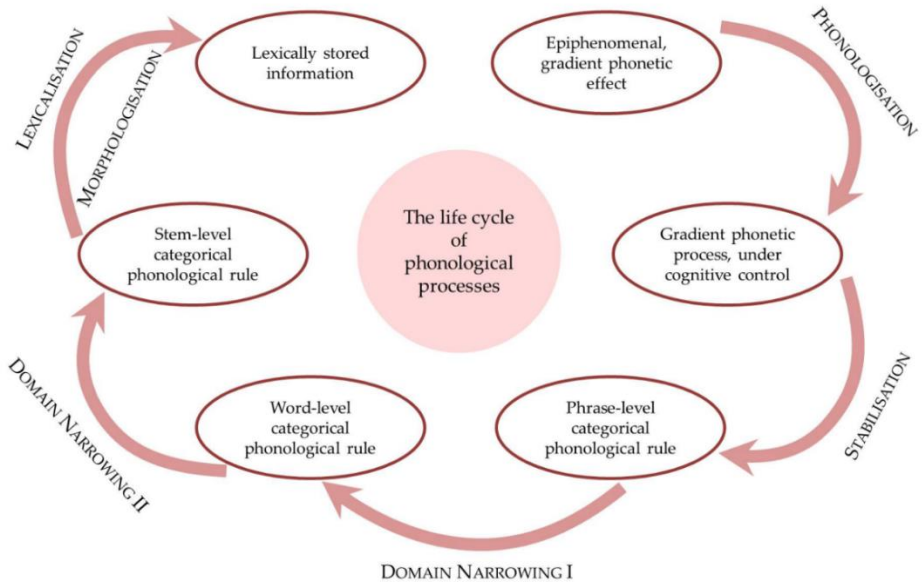 Lexically stored
information
Epiphenomenal,
gradient phonetic
effect
PHONOLOGISATION
Gradient phonetic
process, under
cognitive control
STABILISATION
Phrase-level
categorical
phonological rule
DOMAIN NARROWING I
Word-level
categorical
phonological rule
DOMAIN NARROWING II
Stem-level
categorical
phonological rule
LEXICALISATION
MORPHOLOGISATION
The life cycle
of
phonological
processes